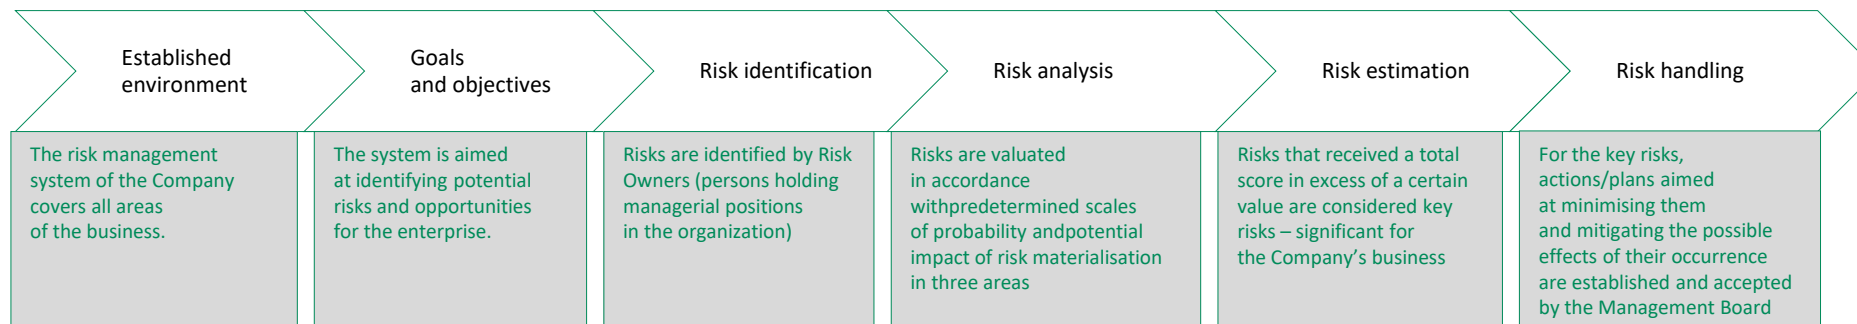 Established
environment
Goals
and objectives
Risk identification
Risk analysis
Risk estimation
Risk handling
The risk management
system of the Company
covers all areas
of the business.
The system is aimed
at identifying potential
risks and opportunities
for the enterprise.
Risks are identified by Risk
Owners (persons holding
managerial positions
in the organization)
Risks are valuated
in accordance
withpredetermined scales
of probability andpotential
impact of risk materialisation
in three areas
Risks that received a total
score in excess of a certain
value are considered key
risks – significant for
the Company’s business
For the key risks,
actions/plans aimed
at minimising them
and mitigating the possible
effects of their occurrence
are established and accepted
by the Management Board